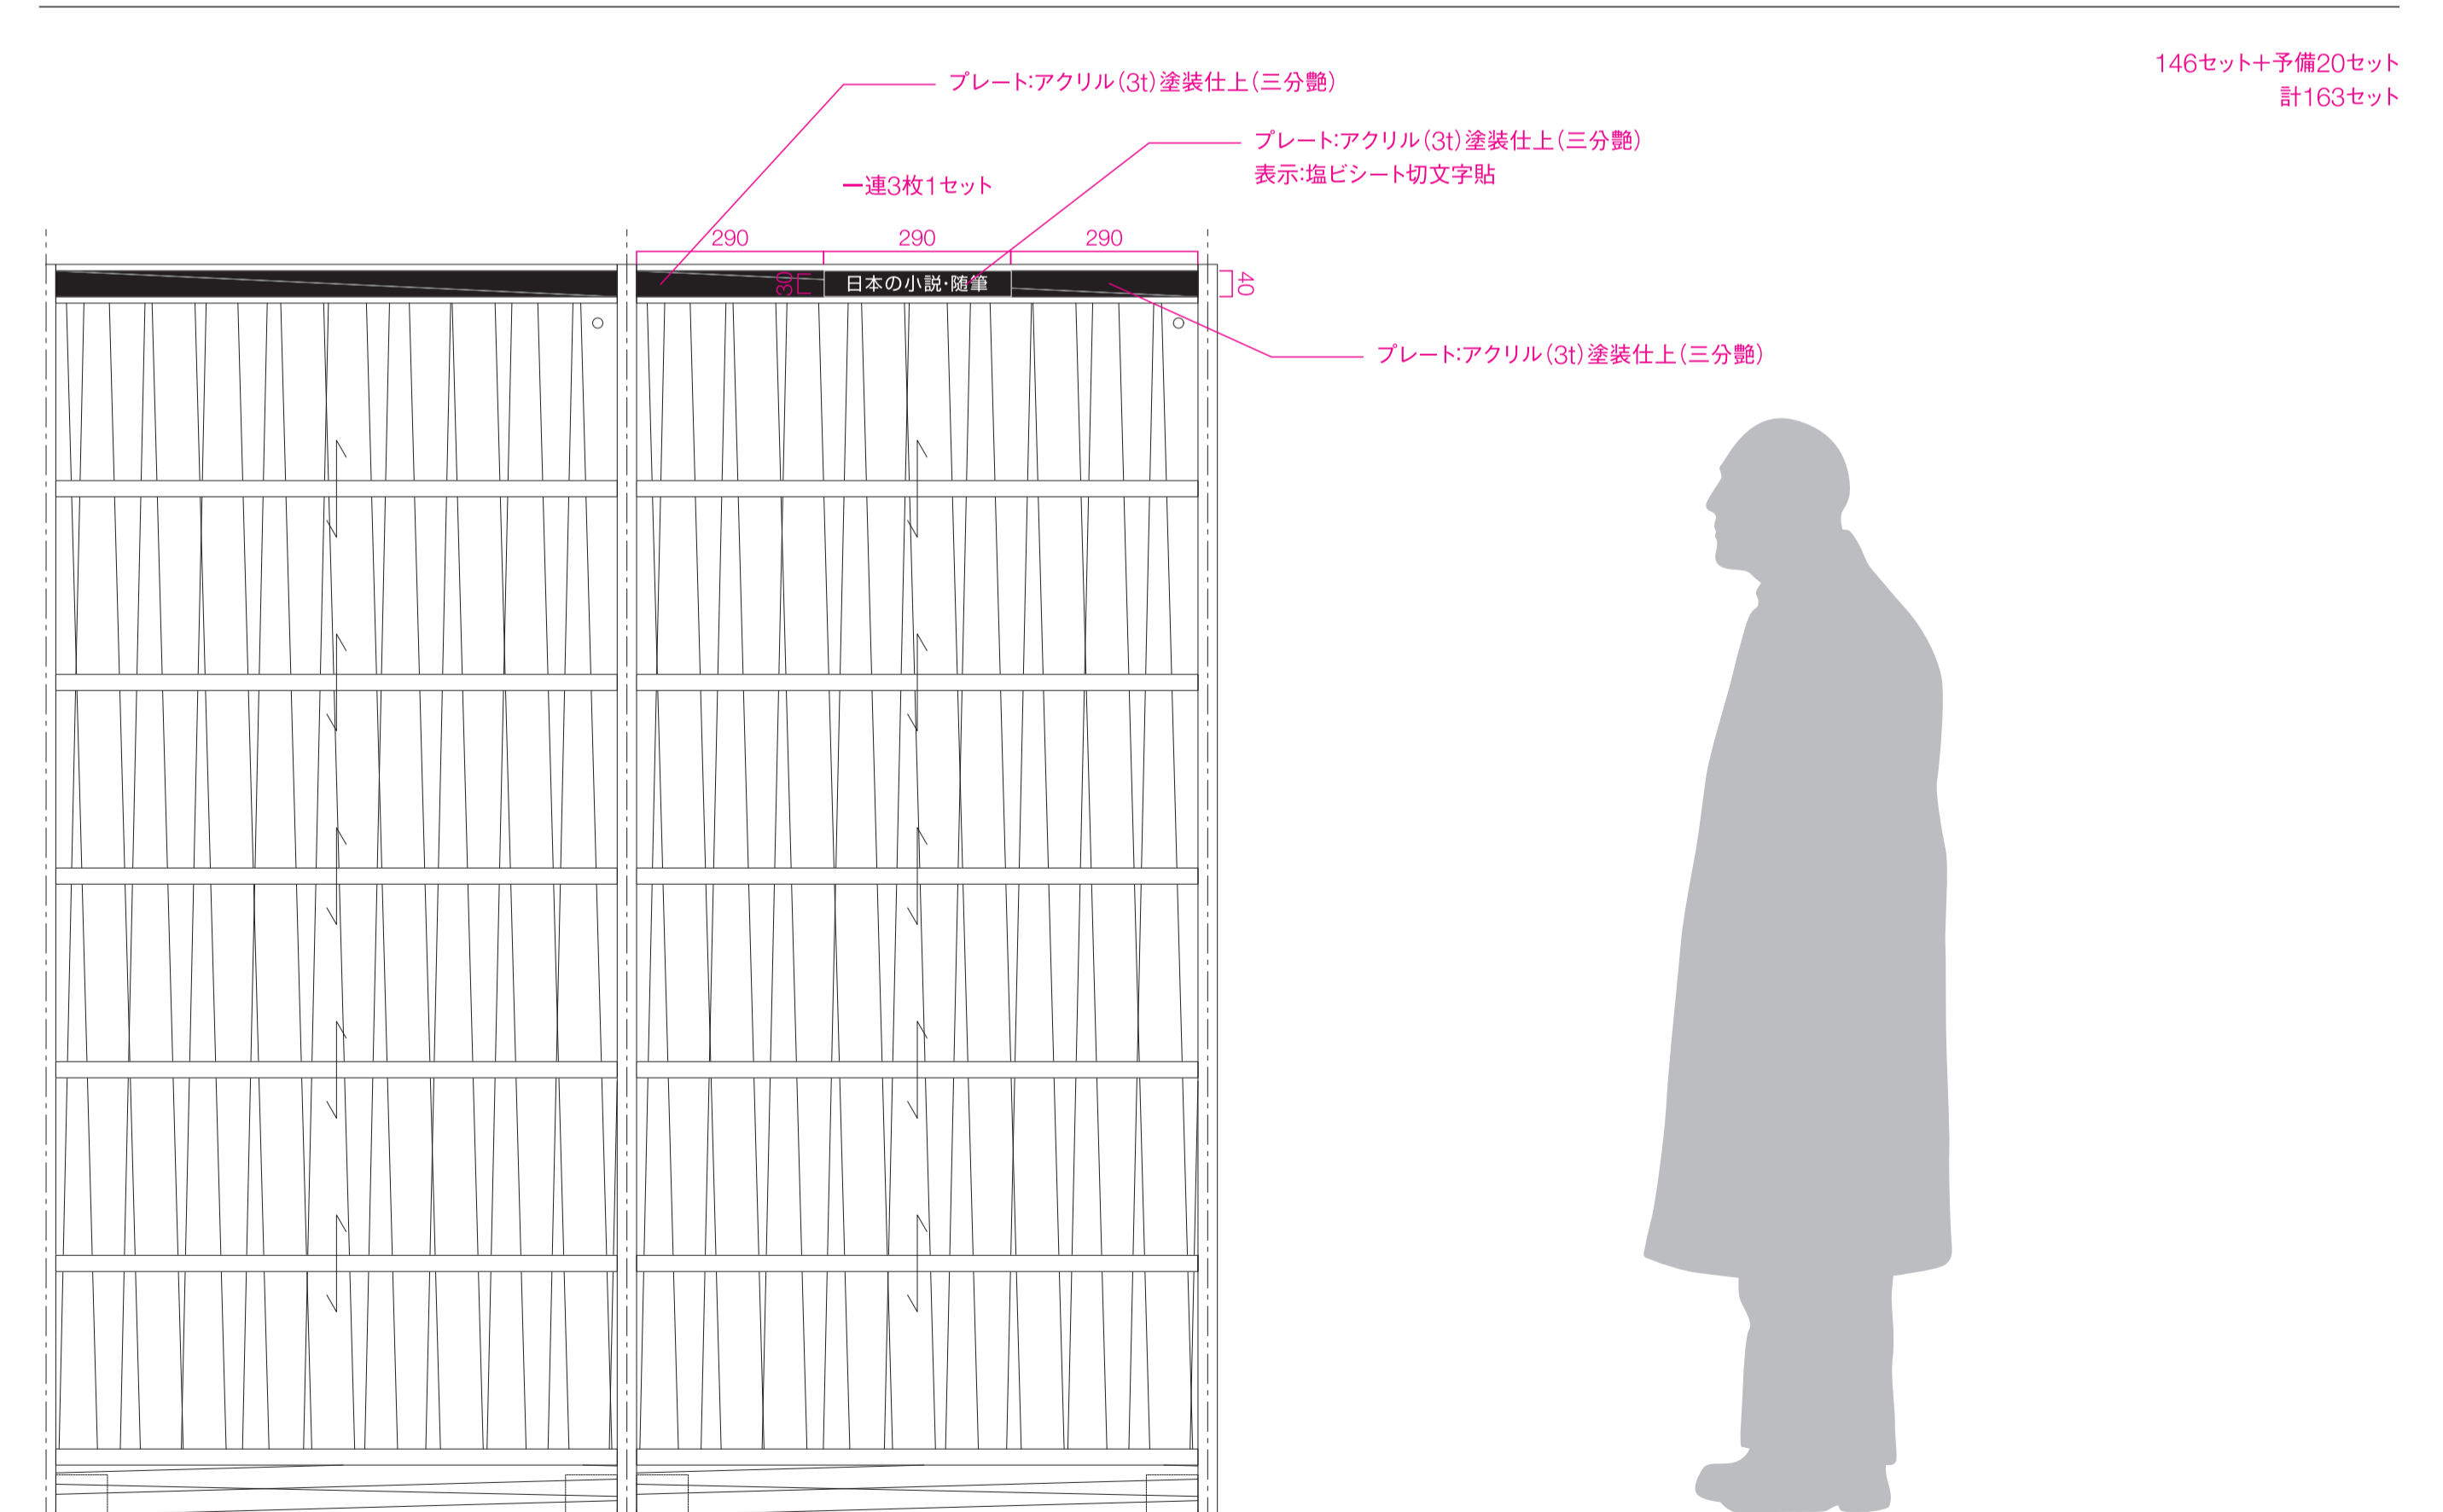 146セット+予備20セット
計163セット
プレート:アクリル(3t)塗装仕上(三分艶)
プレート:アクリル(3t)塗装仕上(三分艶)
表示:塩ビシート切文字貼
一連3枚1セット
290
290
290
30
日本の小説・随筆
40
プレート:アクリル(3t)塗装仕上(三分艶)